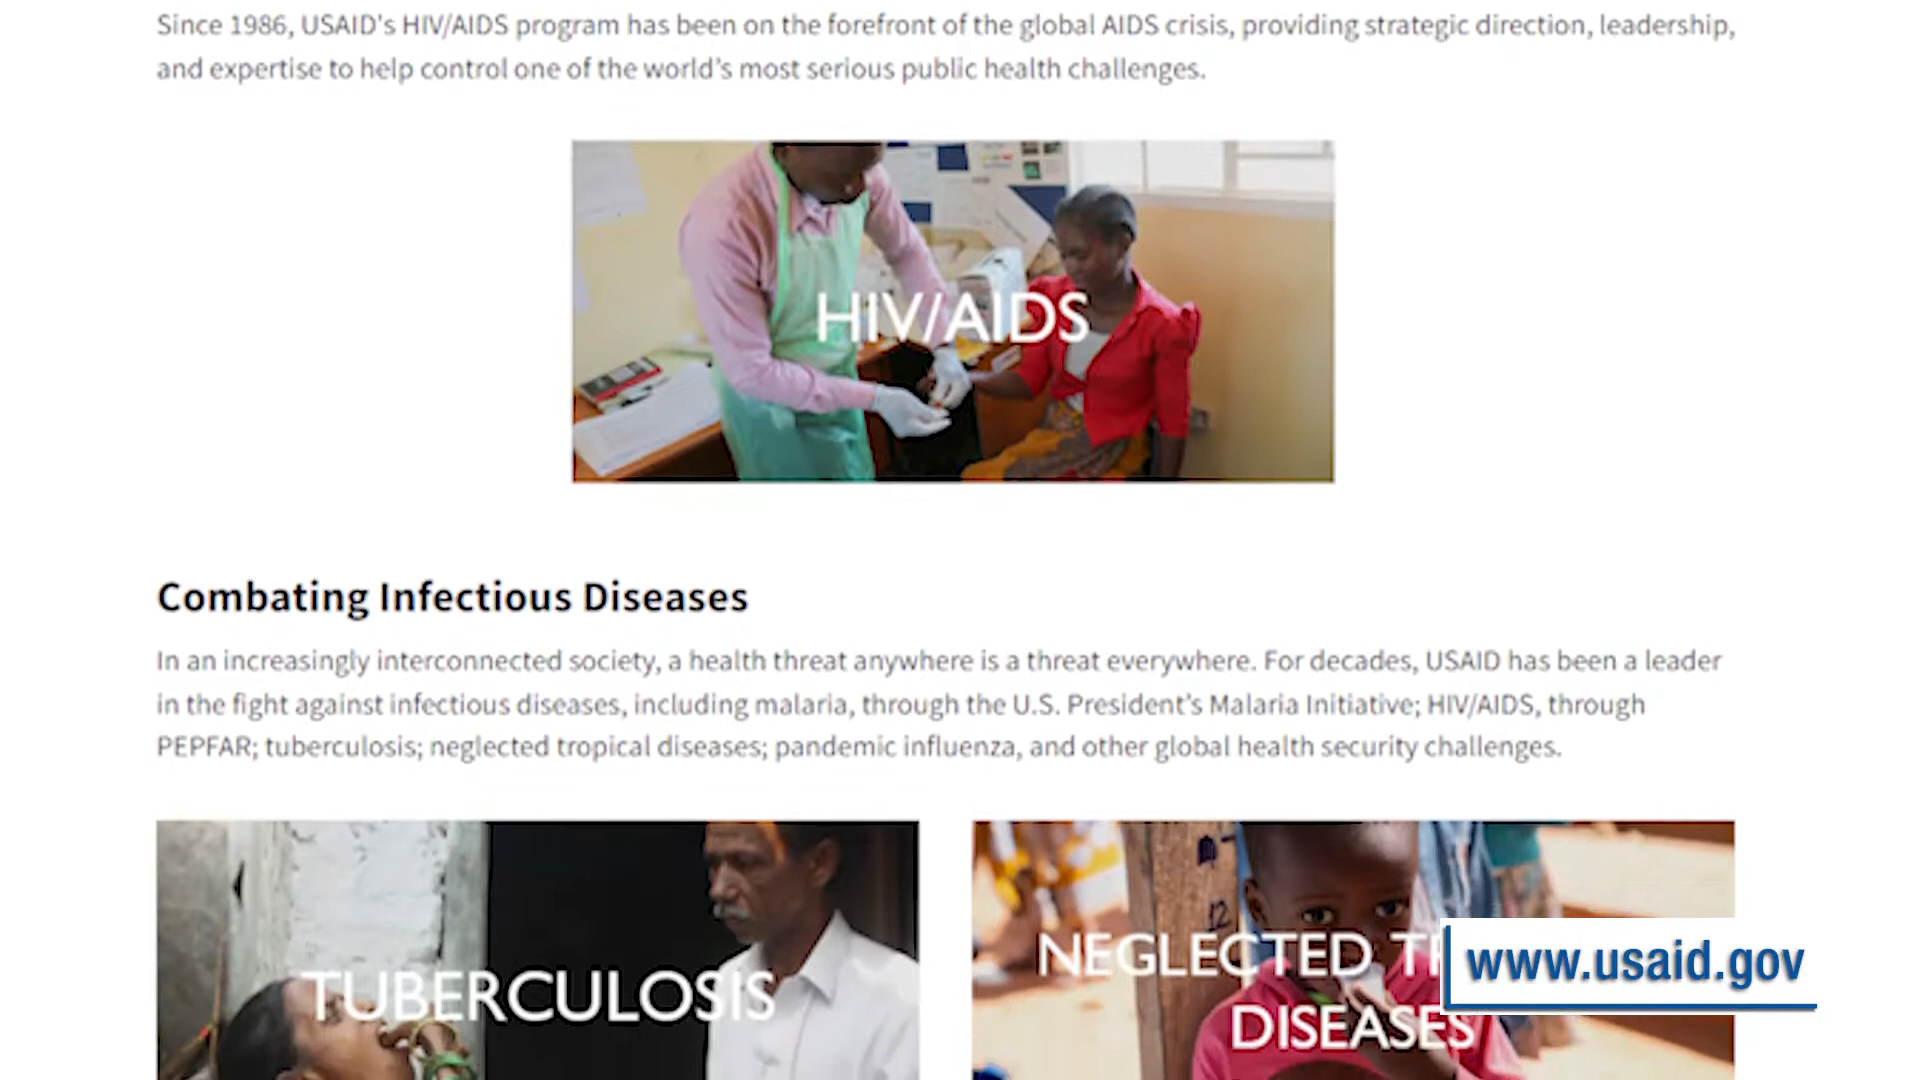 Since 1986, USAID's HIV/AIDS program has been on the forefront of the global AIDS crisis, providing strategic direction, leadership,
and expertise to help control one of the world’s most serious public health challenges.
HIV/AIDS
Combating Infectious Diseases
In an increasingly interconnected society, a health threat anywhere is a threat everywhere. For decades, USAID has been a leader
in the fight against infectious diseases, including malaria, through the U.S. President’s Malaria Initiative; HIV/AIDS, through
PEPFAR; tuberculosis; neglected tropical diseases; pandemic influenza, and other global health security challenges.
TUBERCULOSIS
NEGLECTED
DISEASES
www.usaid.gov